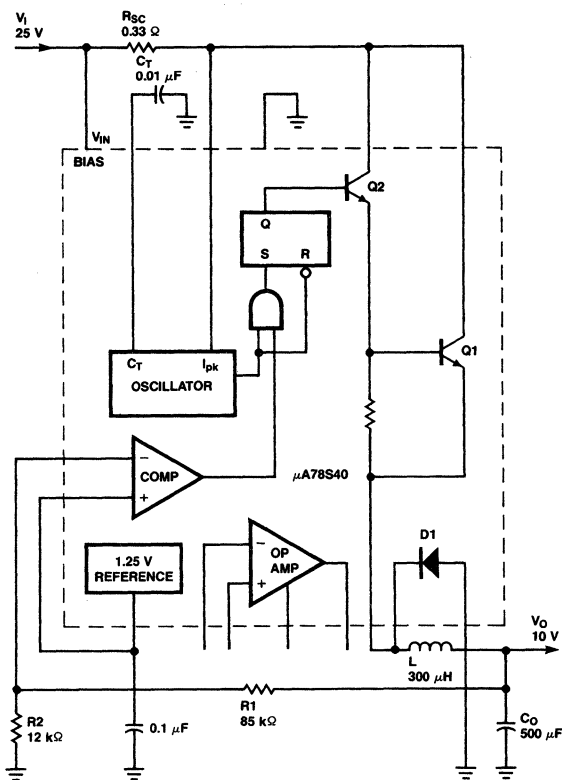 V_I
25 V
R_SC
0.33 Ω
C_T
0.01 µF
V_IN
BIAS
Q2
Q
S R
C_T I_pk
OSCILLATOR
Q1
−
COMP
+
µA78S40
1.25 V
REFERENCE
−
OP
AMP
+
D1
V_O
10 V
L
300 µH
R1
85 kΩ
R2
12 kΩ
0.1 µF
C_O
500 µF